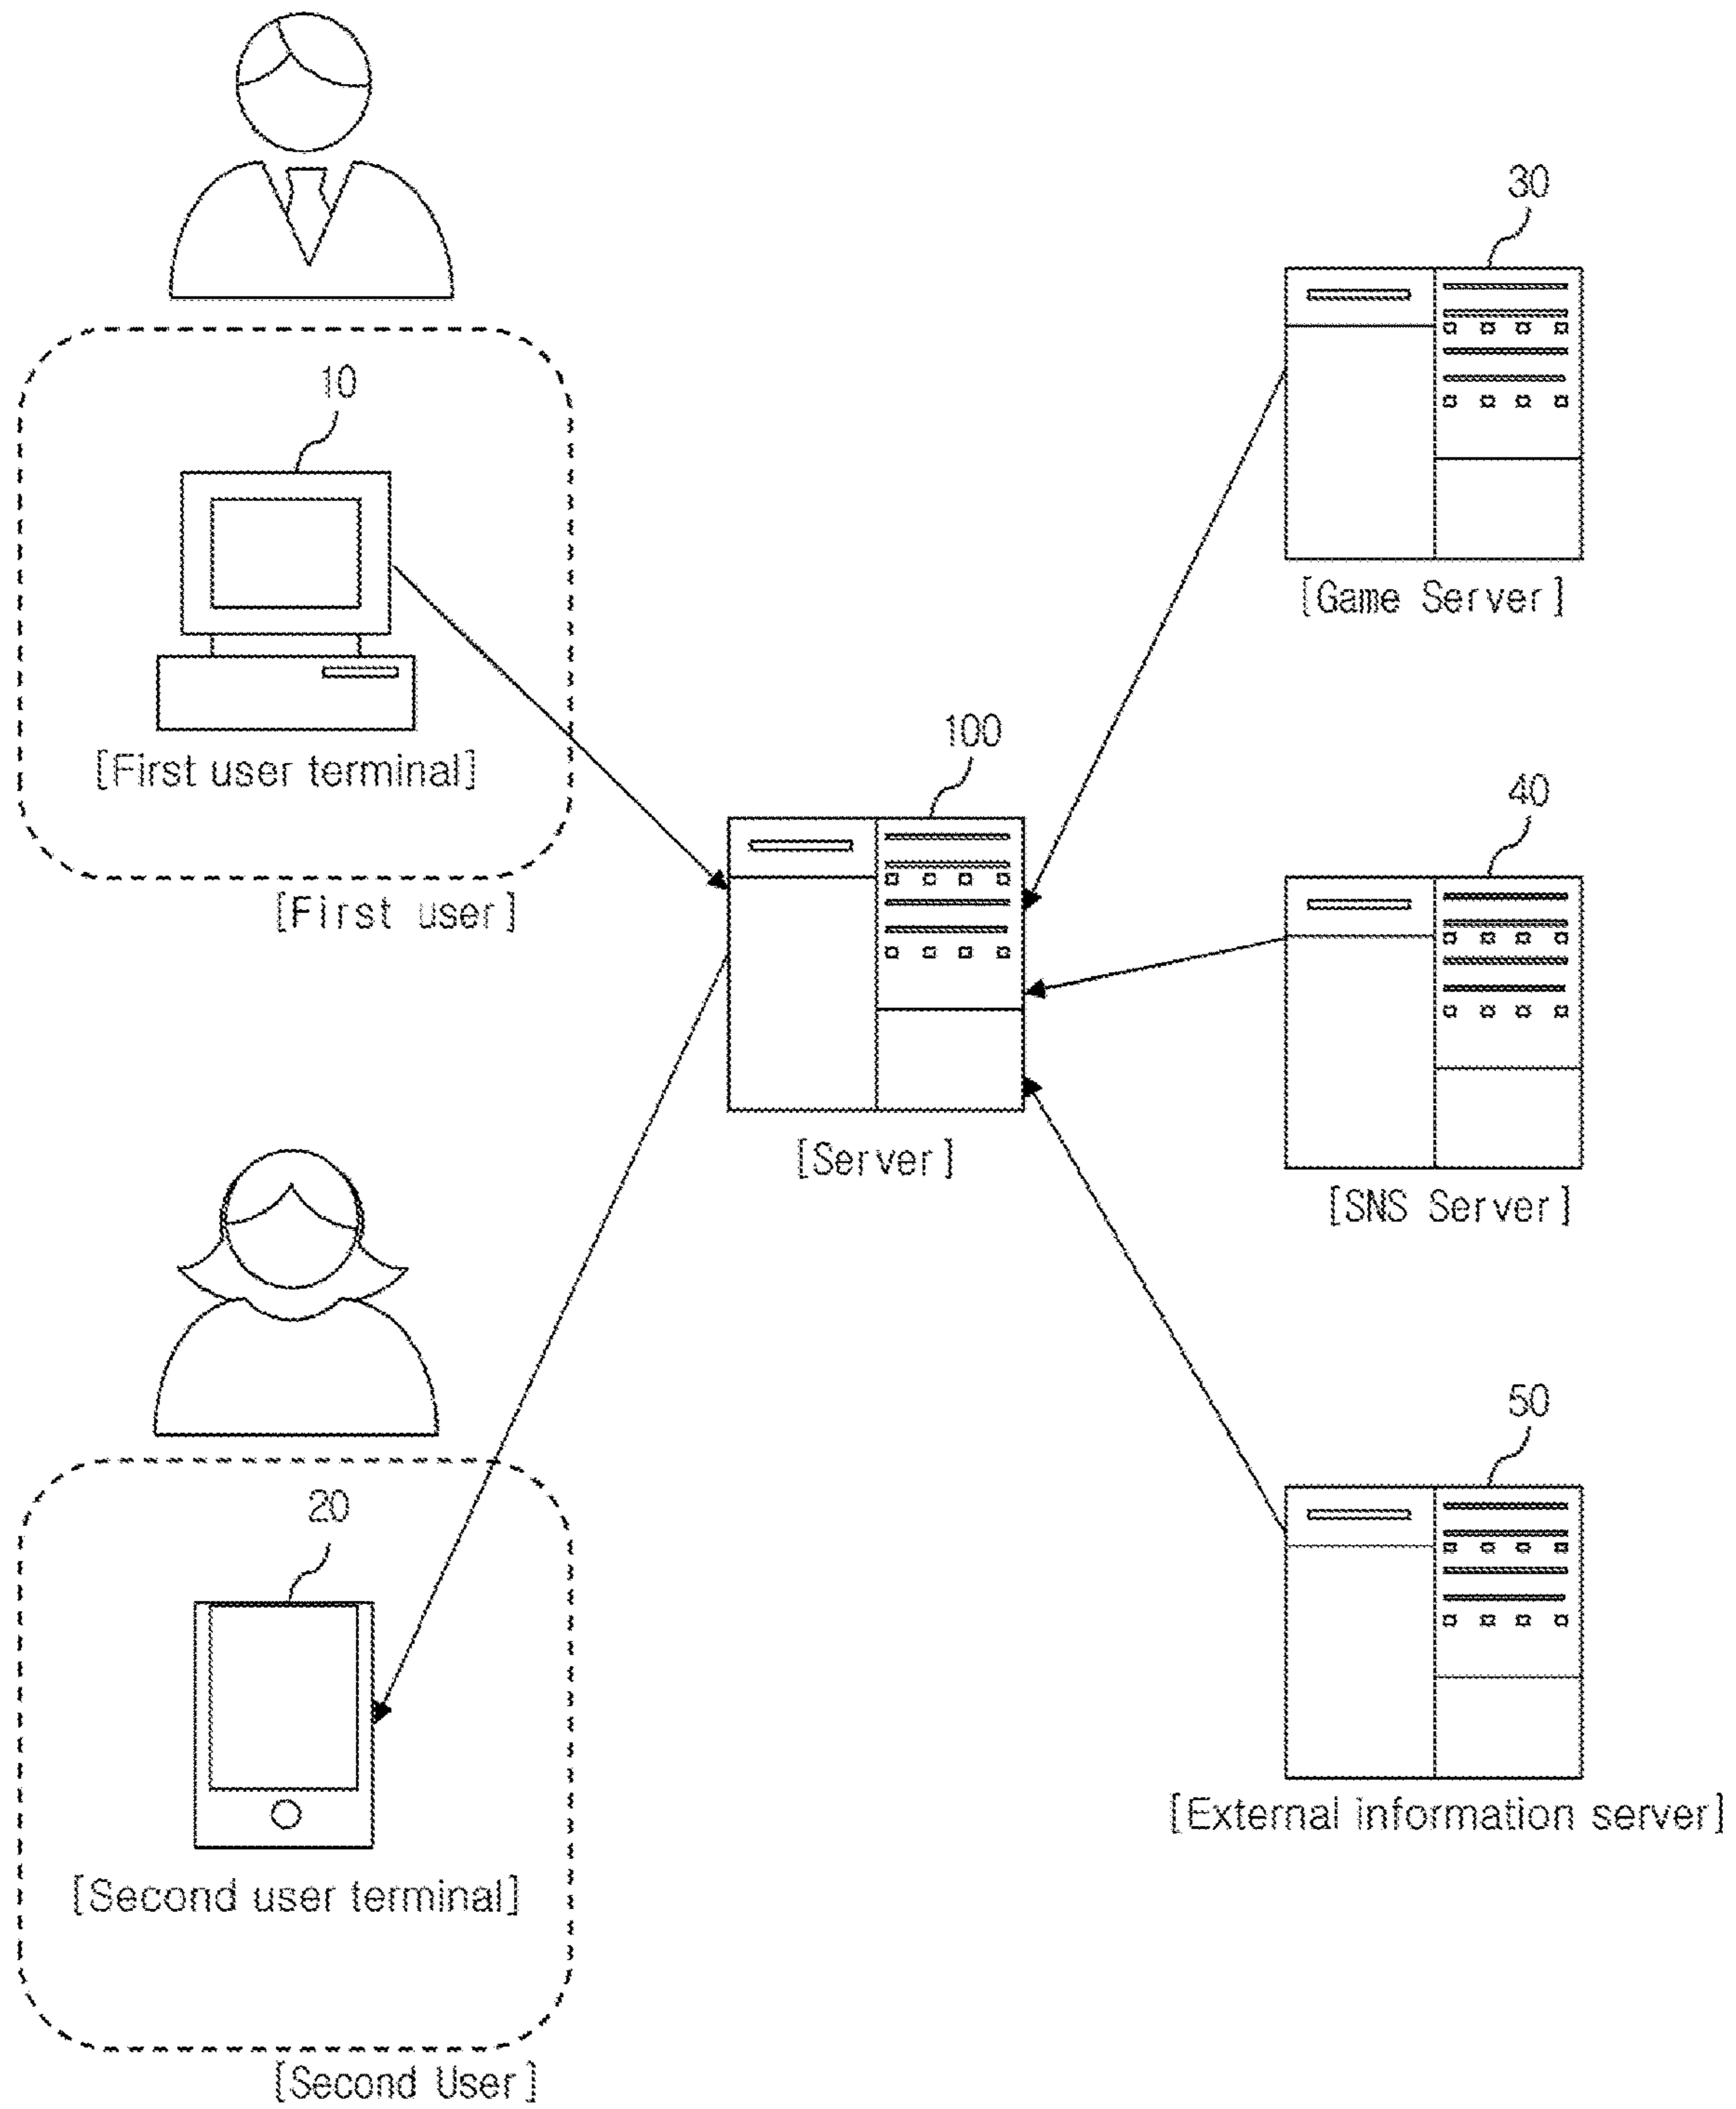 30
10
[Game Server]
[First user terminal]
100
40
[First user]
[Server]
[SNS Server]
50
20
[External information server]
[Second user terminal]
[Second User]